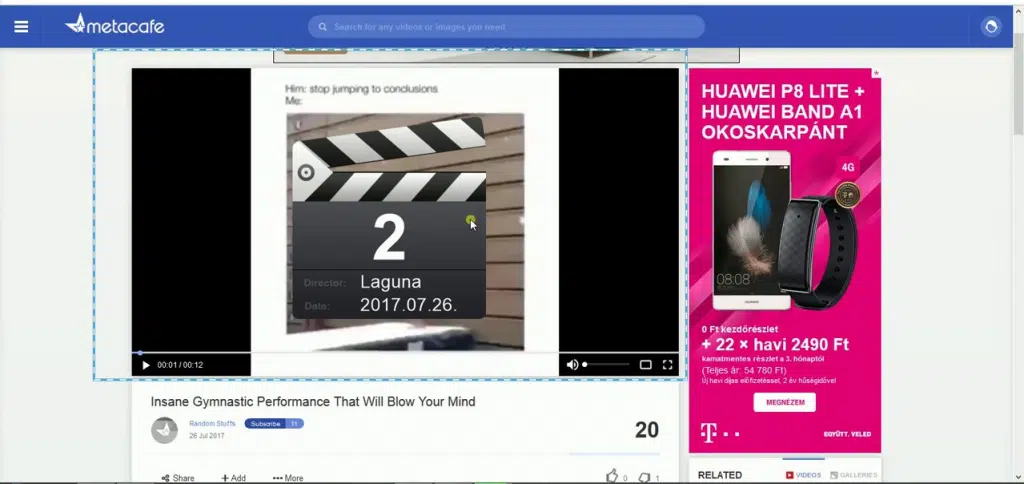 metacafe
Search for any videos or images you need
Him: stop jumping to conclusions
Me:
2
Director: Laguna
Date: 2017.07.26.
00:01 / 00:12
HUAWEI P8 LITE +
HUAWEI BAND A1
OKOSKARPÁNT
4G
08:08
0 Ft kezdőrészlet
+ 22 × havi 2490 Ft
kamatmentes részlet a 3. hónaptól
(Teljes ár: 54 780 Ft)
Új havi díjas előfizetéssel, 2 év hűségidővel
MEGNÉZEM
T
EGYÜTT. VELED
Insane Gymnastic Performance That Will Blow Your Mind
Random Stuffs
Subscribe 11
26 Jul 2017
20
Share
Add
More
0
1
RELATED
VIDEOS
GALLERIES